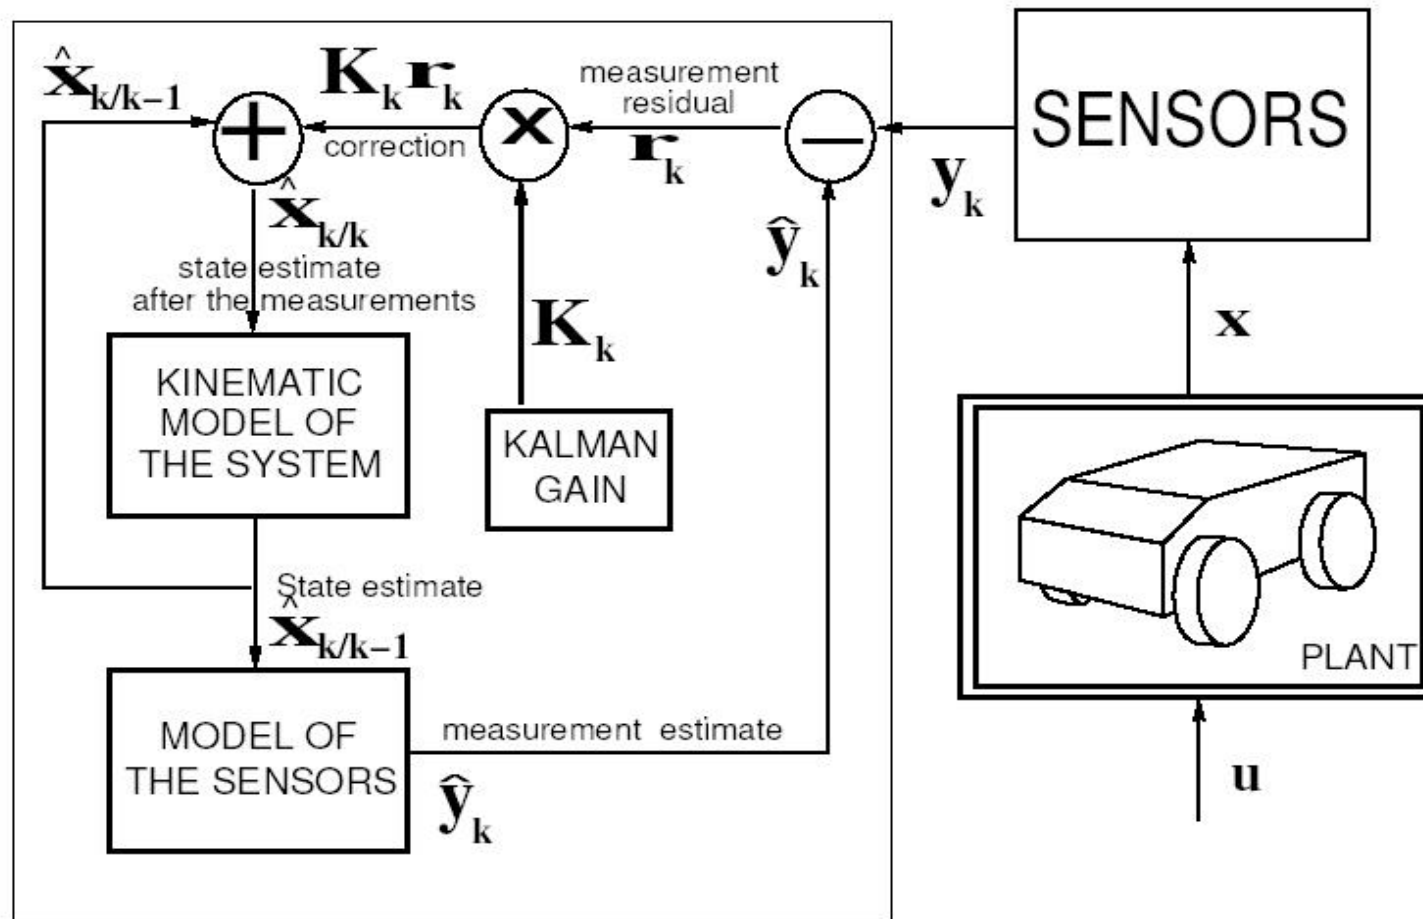 x̂k/k−1
Kk rk
correction
measurement
residual
rk
yk
SENSORS
x̂k/k
state estimate
after the measurements
ŷk
x
Kk
KINEMATIC
MODEL OF
THE SYSTEM
KALMAN
GAIN
State estimate
x̂k/k−1
PLANT
MODEL OF
THE SENSORS
measurement estimate
ŷk
u